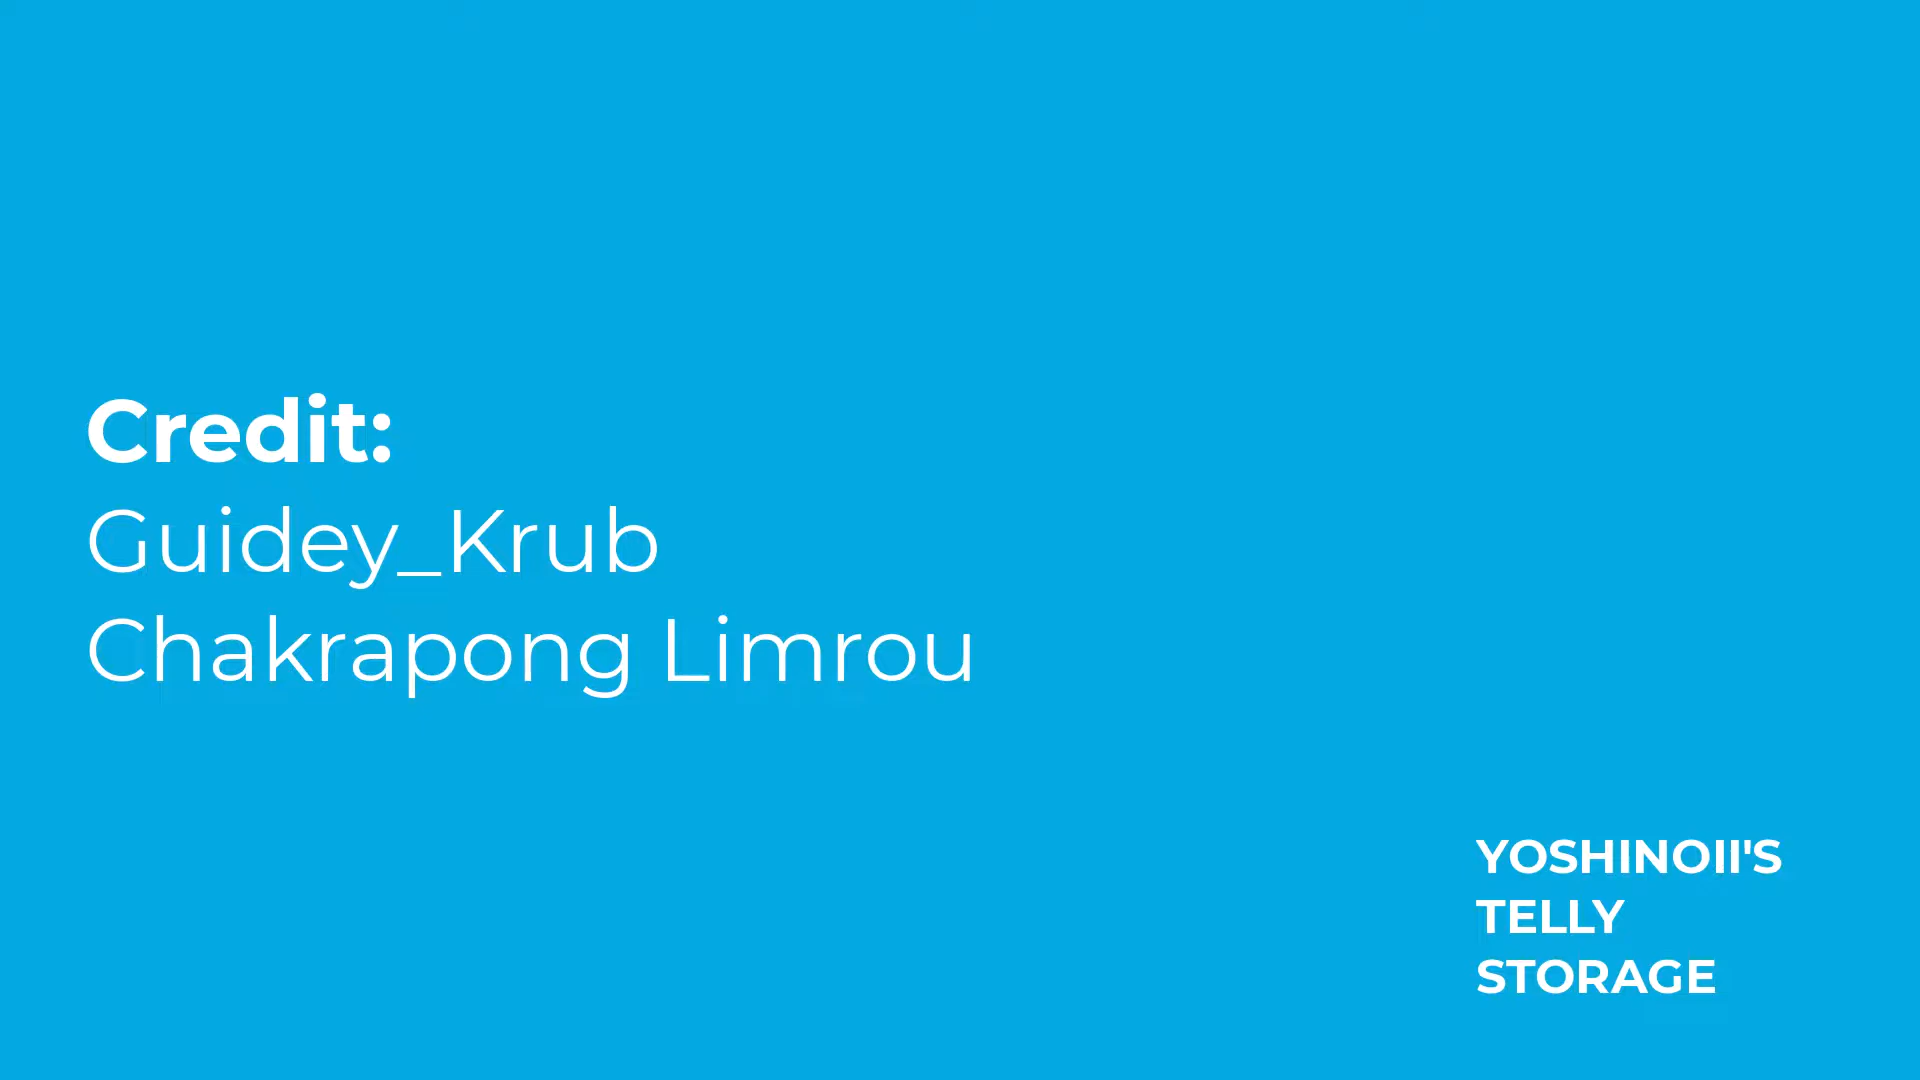 Credit:
Guidey_Krub
Chakrapong Limrou
YOSHINOII'S
TELLY
STORAGE